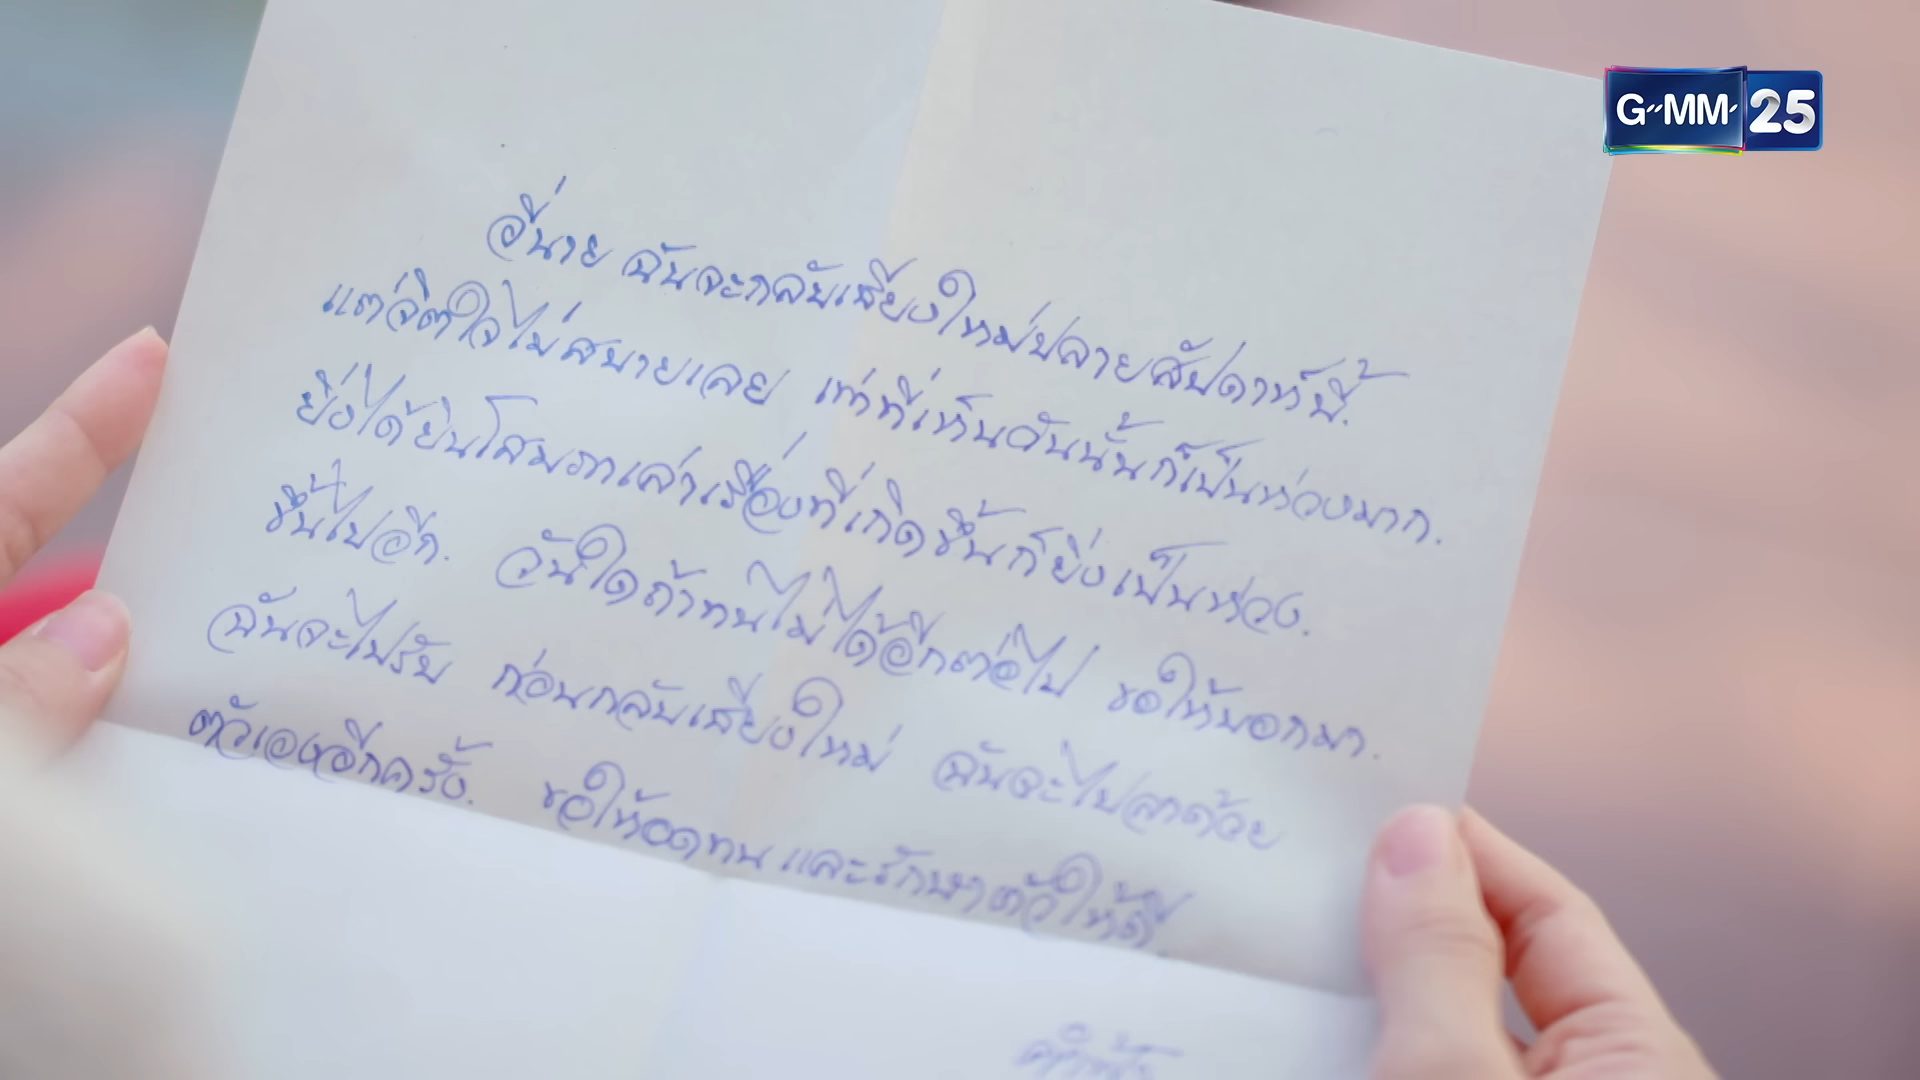 GMM 25
อี่นาย ฉันจะกลับเชียงใหม่ปลายสัปดาห์นี้.
แต่จิตใจไม่สบายเลย เท่าที่เห็นวันนั้นก็เป็นห่วงมาก.
ยิ่งได้ยินโสมภาเล่าเรื่องที่เกิดขึ้นก็ยิ่งเป็นห่วง.
ขึ้นไปอีก. วันใดถ้าทนไม่ได้อีกต่อไป ขอให้บอกมา.
ฉันจะไปรับ ก่อนกลับเชียงใหม่ ฉันจะไปลาด้วย
ตัวเองอีกครั้ง. ขอให้อดทน และรักษาตัวให้ดี.